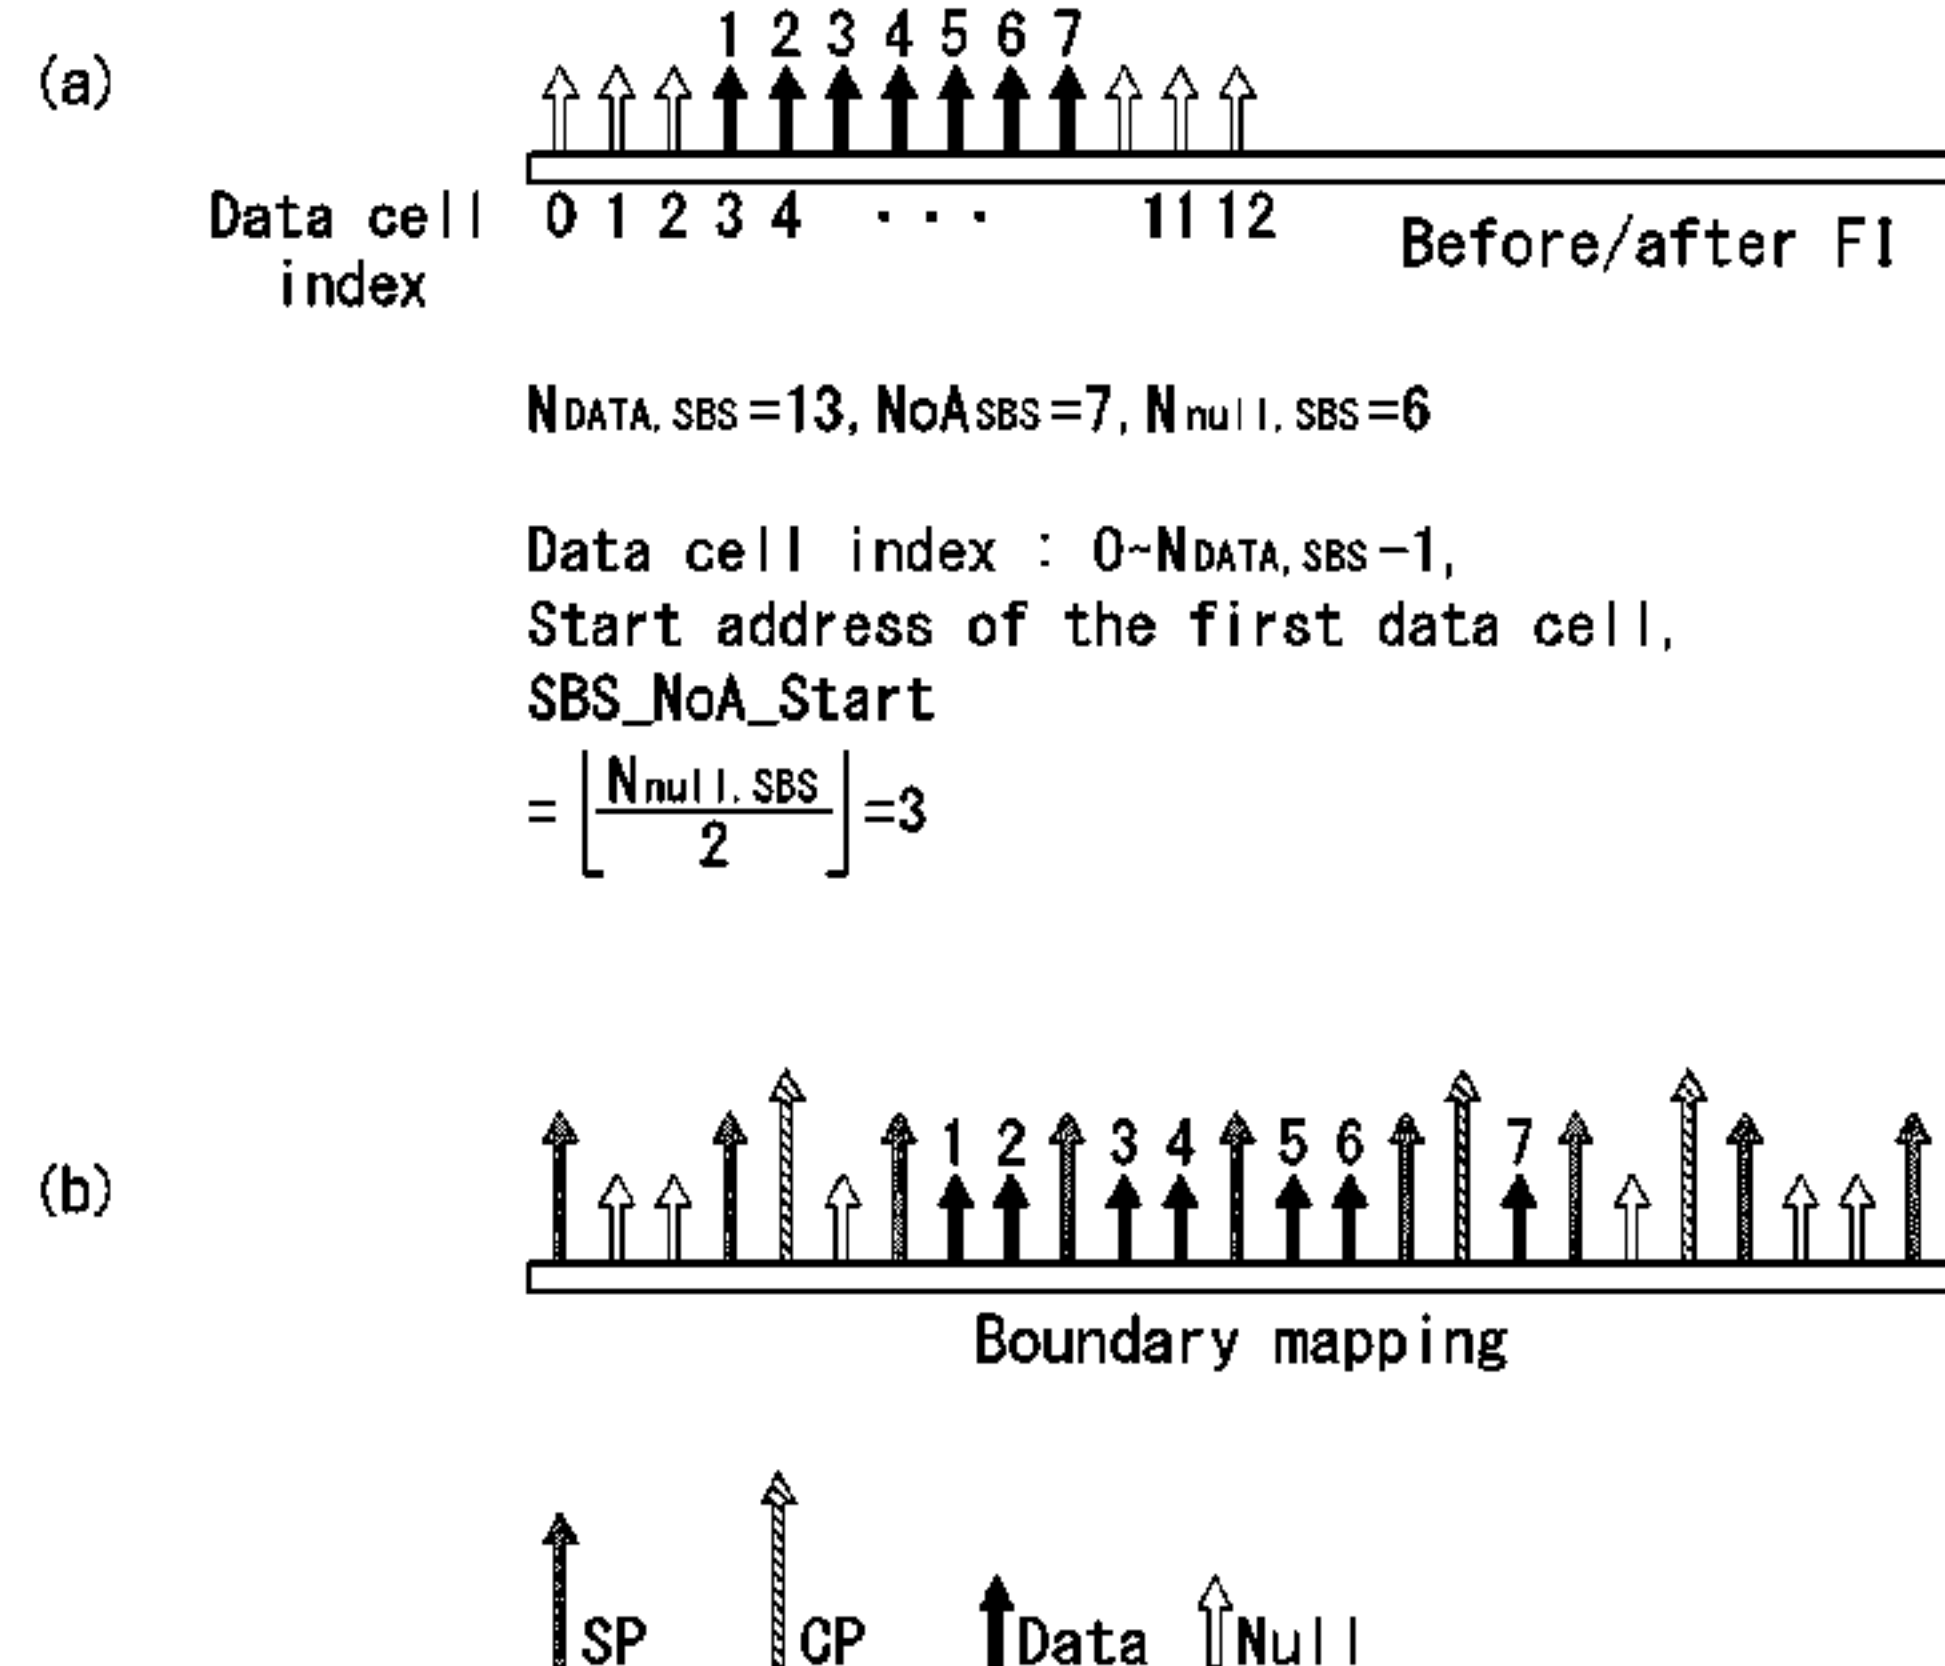 1 2 3 4 5 6 7
(a)
Data cell index
0 1 2 3 4 ... 11 12
Before/after FI
NDATA, SBS=13, NoASBS=7, Nnull, SBS=6
Data cell index : 0~NDATA, SBS-1,
Start address of the first data cell,
SBS_NoA_Start
= ⌊Nnull, SBS / 2⌋ =3
1 2 3 4 5 6 7
(b)
Boundary mapping
SP CP Data Null